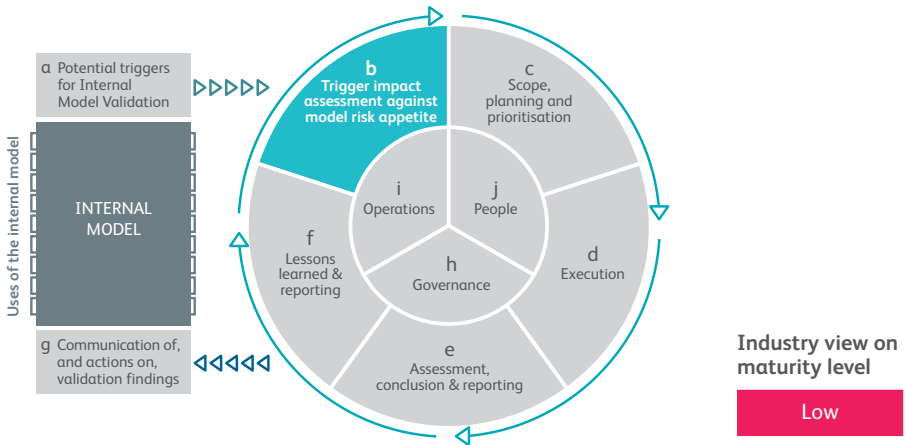 a Potential triggers
for Internal
Model Validation
Uses of the internal model
INTERNAL
MODEL
g Communication of,
and actions on,
validation findings
b
Trigger impact
assessment against
model risk appetite
c
Scope,
planning and
prioritisation
i
Operations
j
People
f
Lessons
learned &
reporting
h
Governance
d
Execution
e
Assessment,
conclusion & reporting
Industry view on
maturity level
Low